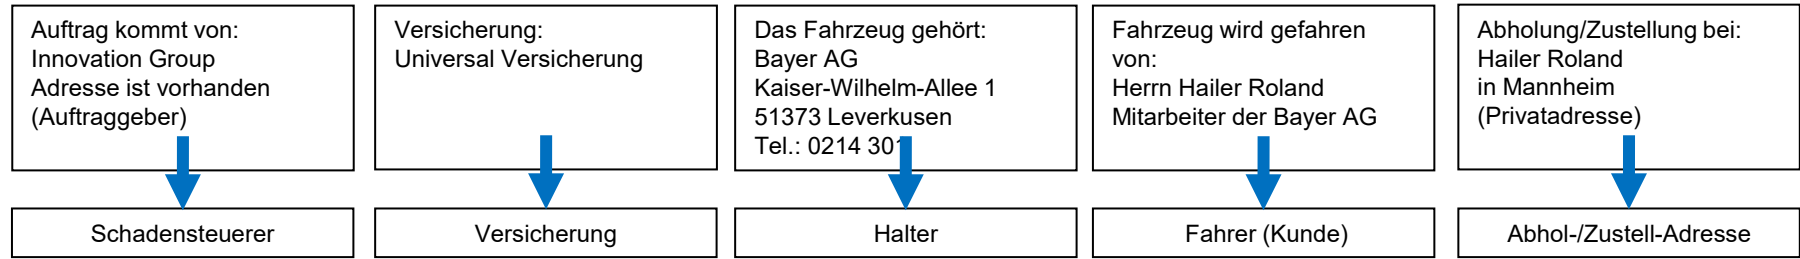 Auftrag kommt von:
Innovation Group
Adresse ist vorhanden
(Auftraggeber)
Versicherung:
Universal Versicherung
Das Fahrzeug gehört:
Bayer AG
Kaiser-Wilhelm-Allee 1
51373 Leverkusen
Tel.: 0214
Fahrzeug wird gefahren
von:
Herrn Hailer Roland
Mitarbeiter der Bayer AG
Abholung/Zustellung bei:
Hailer Roland
in Mannheim
(Privatadresse)
Schadensteuerer
Versicherung
Halter
Fahrer (Kunde)
Abhol-/Zustell-Adresse